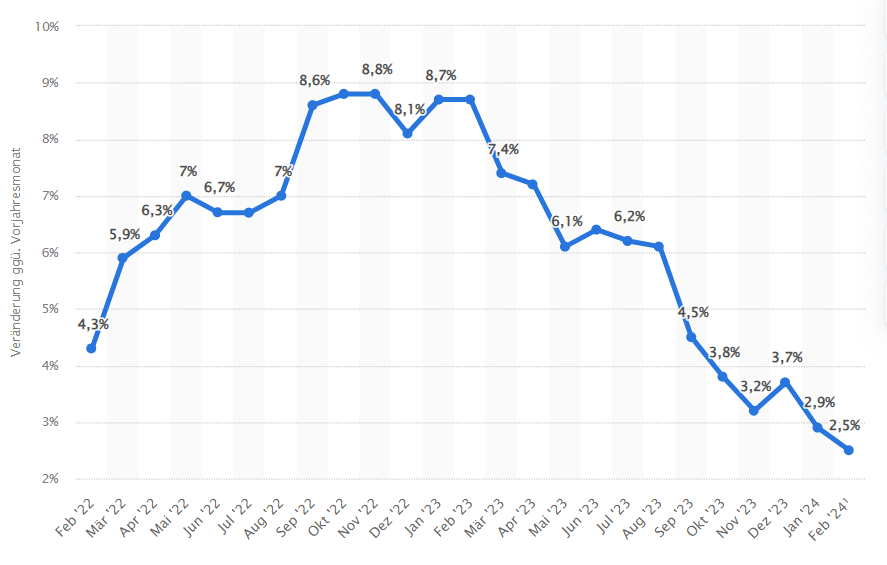 10%
9%
8%
7%
6%
5%
4%
3%
2%
Veränderung ggü. Vorjahresmonat
4,3%
5,9%
6,3%
7%
6,7%
7%
8,6%
8,8%
8,1%
8,7%
7,4%
6,1%
6,2%
4,5%
3,8%
3,2%
3,7%
2,9%
2,5%
Feb '22
Mär '22
Apr '22
Mai '22
Jun '22
Jul '22
Aug '22
Sep '22
Okt '22
Nov '22
Dez '22
Jan '23
Feb '23
Mär '23
Apr '23
Mai '23
Jun '23
Jul '23
Aug '23
Sep '23
Okt '23
Nov '23
Dez '23
Jan '24
Feb '24¹